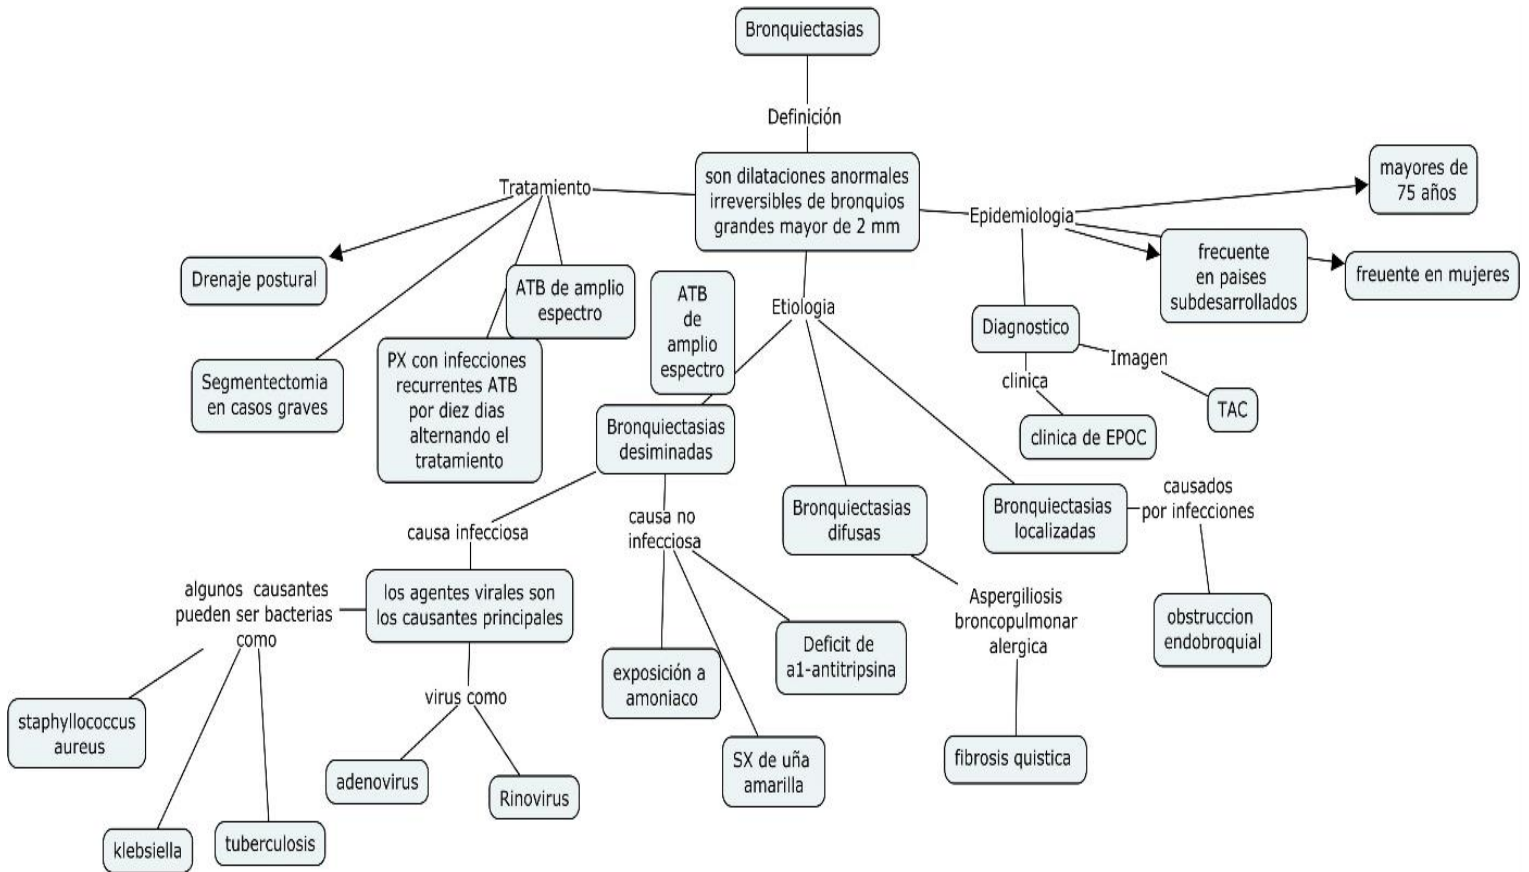 Bronquiectasias
Definición
son dilataciones anormales
irreversibles de bronquios
grandes mayor de 2 mm
Tratamiento
Drenaje postural
Segmentectomia
en casos graves
PX con infecciones
recurrentes ATB
por diez dias
alternando el
tratamiento
ATB de amplio
espectro
Epidemiologia
mayores de
75 años
frecuente
en paises
subdesarrollados
freuente en mujeres
Diagnostico
clinica
clinica de EPOC
Imagen
TAC
Etiologia
ATB
de
amplio
espectro
Bronquiectasias
desiminadas
causa infecciosa
los agentes virales son
los causantes principales
algunos causantes
pueden ser bacterias
como
staphyllococcus
aureus
klebsiella
tuberculosis
virus como
adenovirus
Rinovirus
causa no
infecciosa
exposición a
amoniaco
SX de uña
amarilla
Deficit de
a1-antitripsina
Bronquiectasias
difusas
Aspergiliosis
broncopulmonar
alergica
fibrosis quistica
Bronquiectasias
localizadas
causados
por infecciones
obstruccion
endobroquial